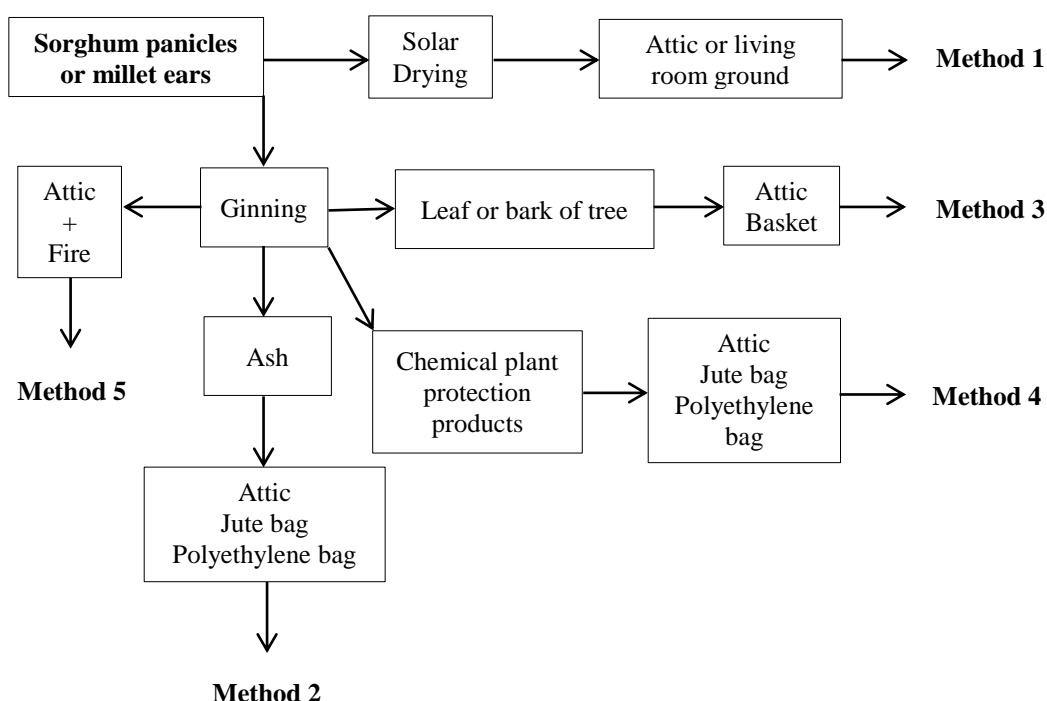 Sorghum panicles
or millet ears
Solar
Drying
Attic or living
room ground
Method 1
Attic
+
Fire
Ginning
Leaf or bark of tree
Attic
Basket
Method 3
Ash
Chemical plant
protection
products
Attic
Jute bag
Polyethylene
bag
Method 4
Method 5
Attic
Jute bag
Polyethylene bag
Method 2